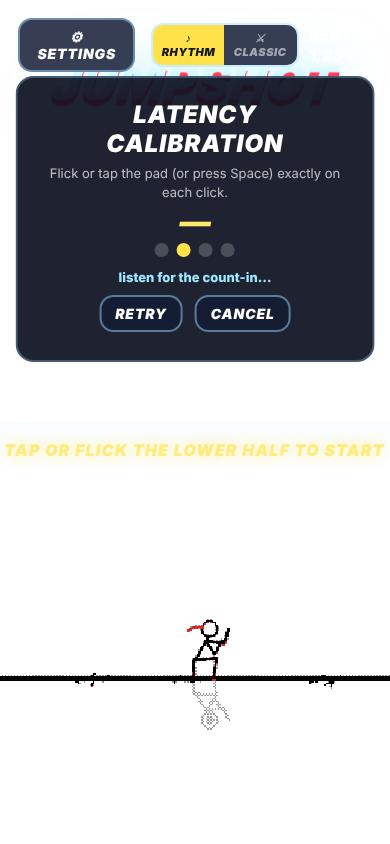 ⚙
SETTINGS
♪
RHYTHM
⚔
CLASSIC
JUMPSHOT
LATENCY
CALIBRATION
Flick or tap the pad (or press Space) exactly on
each click.
—
listen for the count-in…
RETRY
CANCEL
TAP OR FLICK THE LOWER HALF TO START